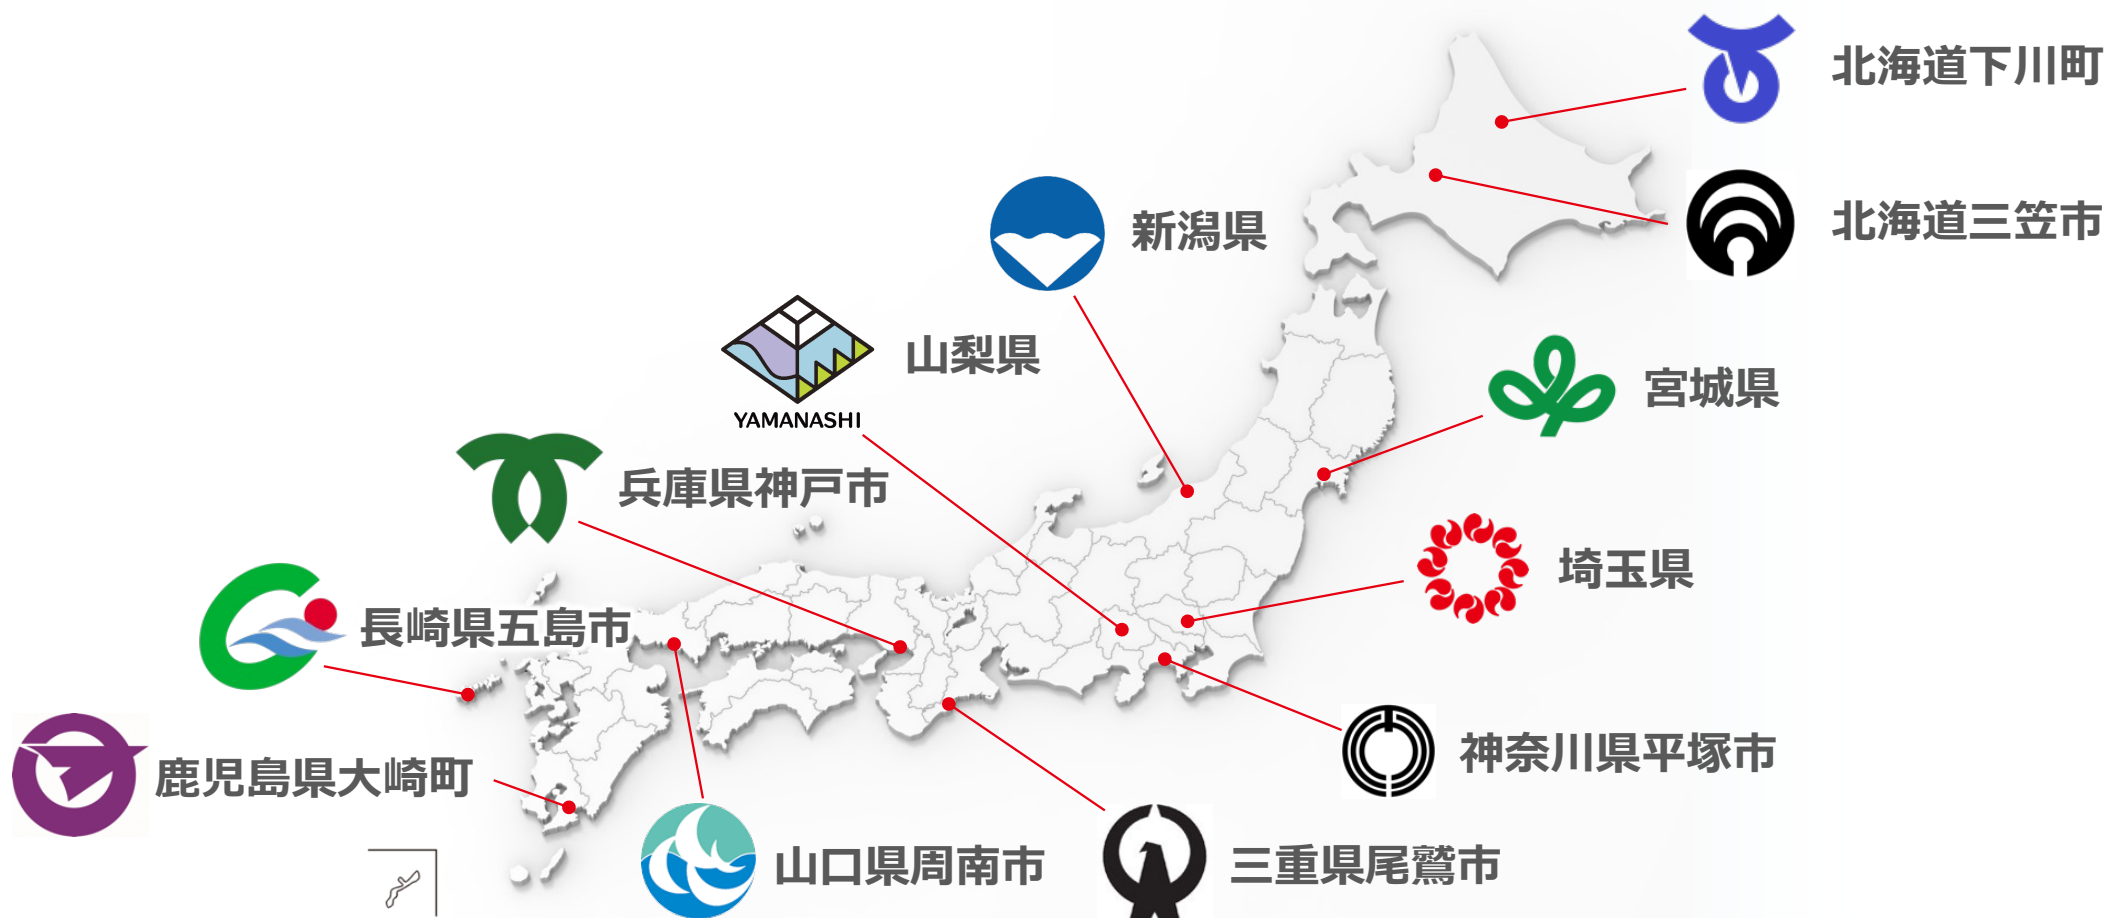 北海道下川町
北海道三笠市
新潟県
山梨県
YAMANASHI
宮城県
兵庫県神戸市
埼玉県
長崎県五島市
神奈川県平塚市
鹿児島県大崎町
山口県周南市
三重県尾鷲市